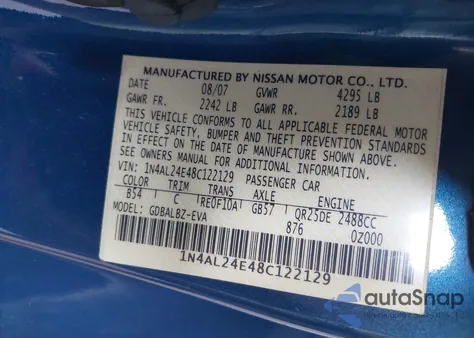 MANUFACTURED BY NISSAN MOTOR CO., LTD.
DATE 08/07 GVWR 4295 LB
GAWR FR. 2242 LB GAWR RR. 2189 LB
THIS VEHICLE CONFORMS TO ALL APPLICABLE FEDERAL MOTOR
VEHICLE SAFETY, BUMPER AND THEFT PREVENTION STANDARDS
IN EFFECT ON THE DATE OF MANUFACTURE SHOWN ABOVE.
SEE OWNERS MANUAL FOR ADDITIONAL INFORMATION.
VIN: 1N4AL24E48C122129 PASSENGER CAR
COLOR TRIM TRANS AXLE ENGINE
B54 C RE0F10A GB57 QR25DE 2488CC
MODEL: GDBALBZ-EVA 876 0Z000
1N4AL24E48C122129
autoSnap